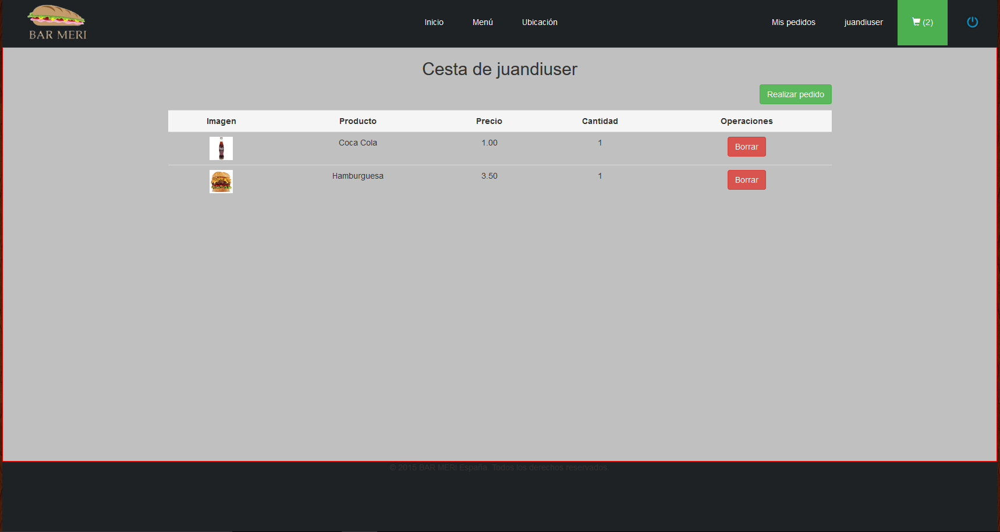 BAR MERI
Inicio Menú Ubicación Mis pedidos juandiuser (2)
Cesta de juandiuser
Realizar pedido
Imagen Producto Precio Cantidad Operaciones
Coca Cola 1.00 1 Borrar
Hamburguesa 3.50 1 Borrar
© 2015 BAR MERI España. Todos los derechos reservados.